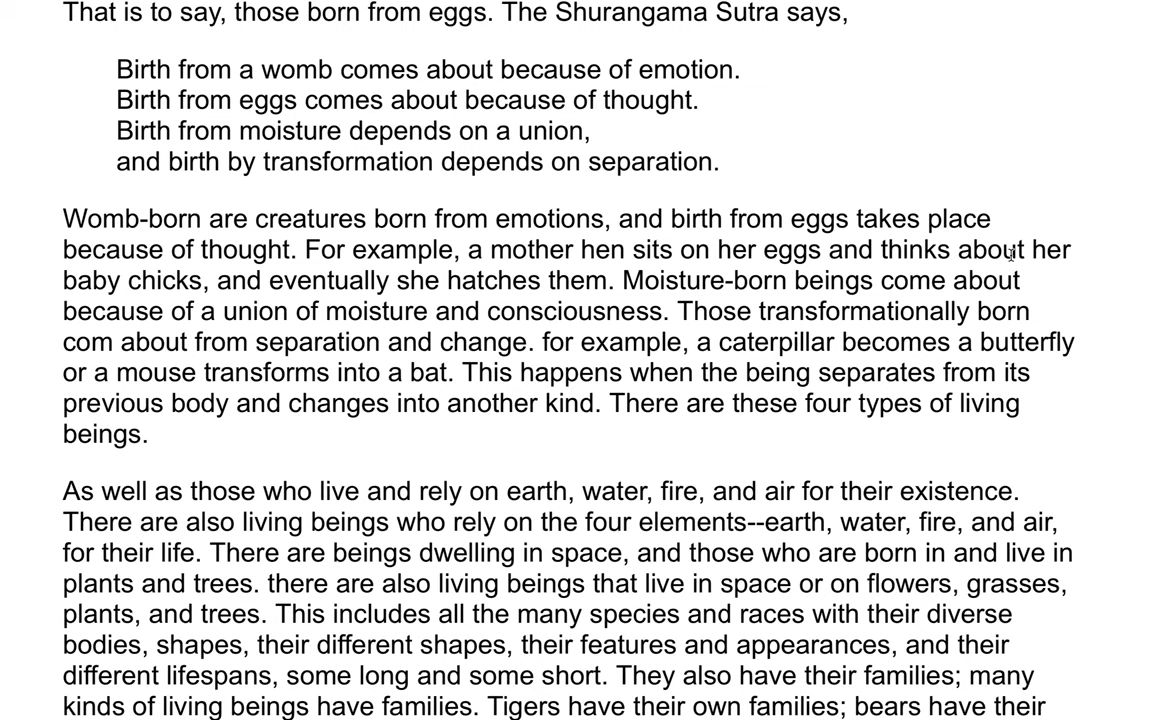 That is to say, those born from eggs. The Shurangama Sutra says,
Birth from a womb comes about because of emotion.
Birth from eggs comes about because of thought.
Birth from moisture depends on a union,
and birth by transformation depends on separation.
Womb-born are creatures born from emotions, and birth from eggs takes place
because of thought. For example, a mother hen sits on her eggs and thinks about her
baby chicks, and eventually she hatches them. Moisture-born beings come about
because of a union of moisture and consciousness. Those transformationally born
com about from separation and change. for example, a caterpillar becomes a butterfly
or a mouse transforms into a bat. This happens when the being separates from its
previous body and changes into another kind. There are these four types of living
beings.
As well as those who live and rely on earth, water, fire, and air for their existence.
There are also living beings who rely on the four elements--earth, water, fire, and air,
for their life. There are beings dwelling in space, and those who are born in and live in
plants and trees. there are also living beings that live in space or on flowers, grasses,
plants, and trees. This includes all the many species and races with their diverse
bodies, shapes, their different shapes, their features and appearances, and their
different lifespans, some long and some short. They also have their families; many
kinds of living beings have families. Tigers have their own families; bears have their